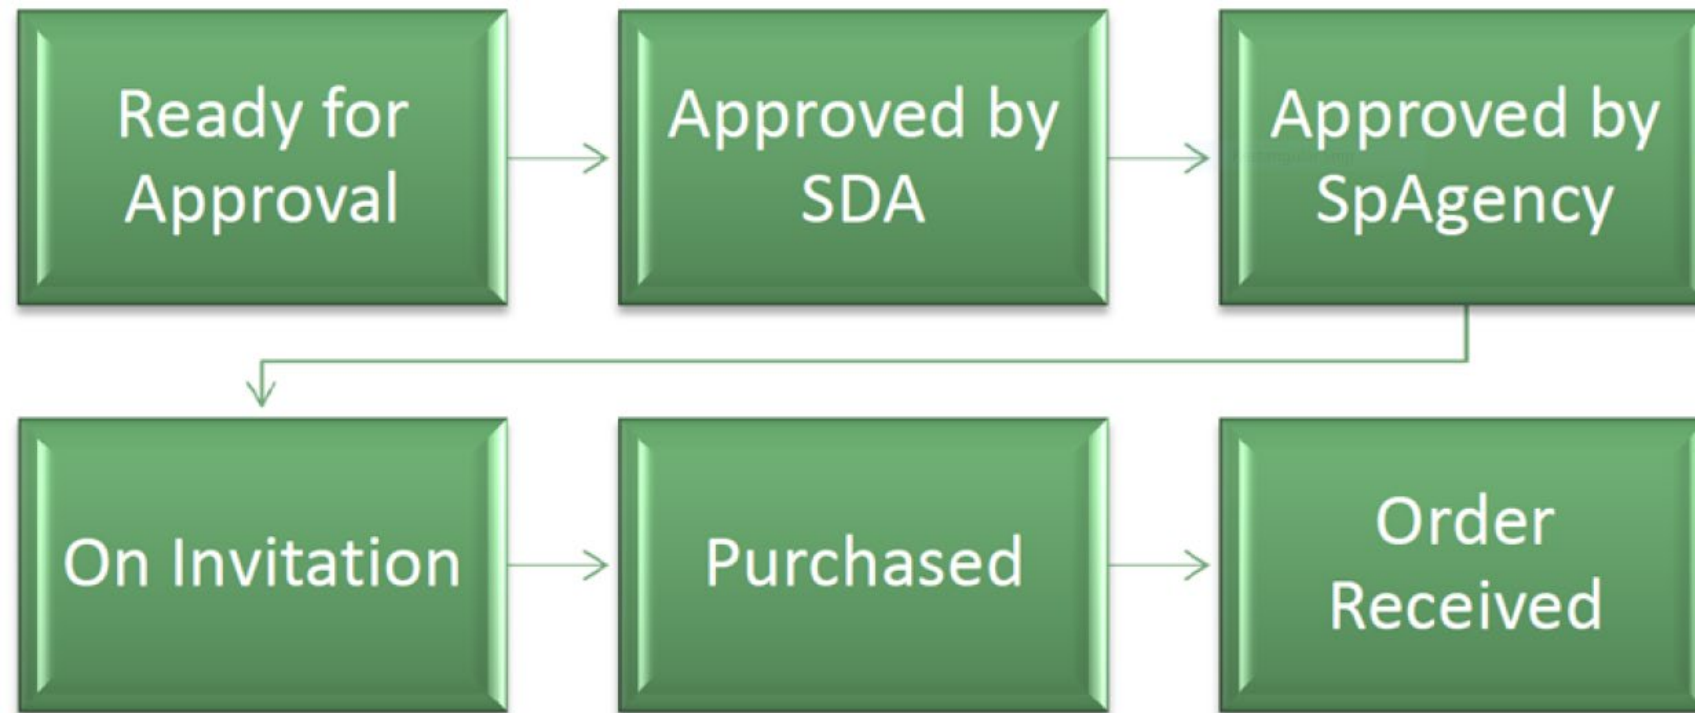 Ready for
Approval
Approved by
SDA
Approved by
SpAgency
On Invitation
Purchased
Order
Received